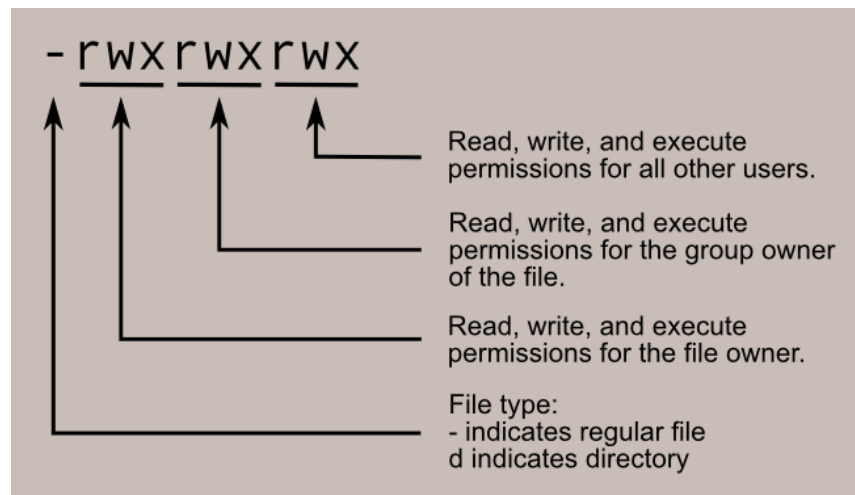 -rwxrwxrwx
Read, write, and execute
permissions for all other users.
Read, write, and execute
permissions for the group owner
of the file.
Read, write, and execute
permissions for the file owner.
File type:
- indicates regular file
d indicates directory